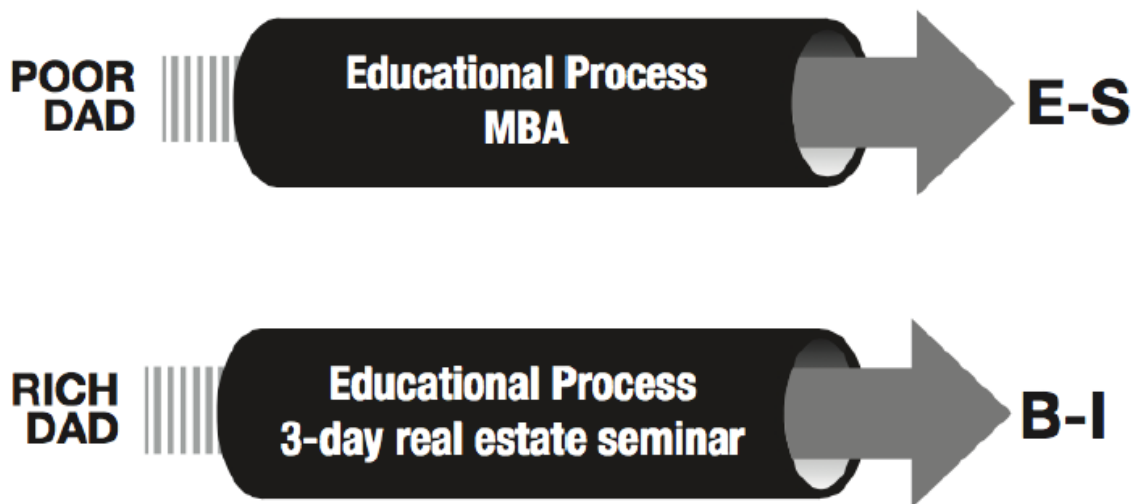 POOR
DAD
Educational Process
MBA
E-S
RICH
DAD
Educational Process
3-day real estate seminar
B-I